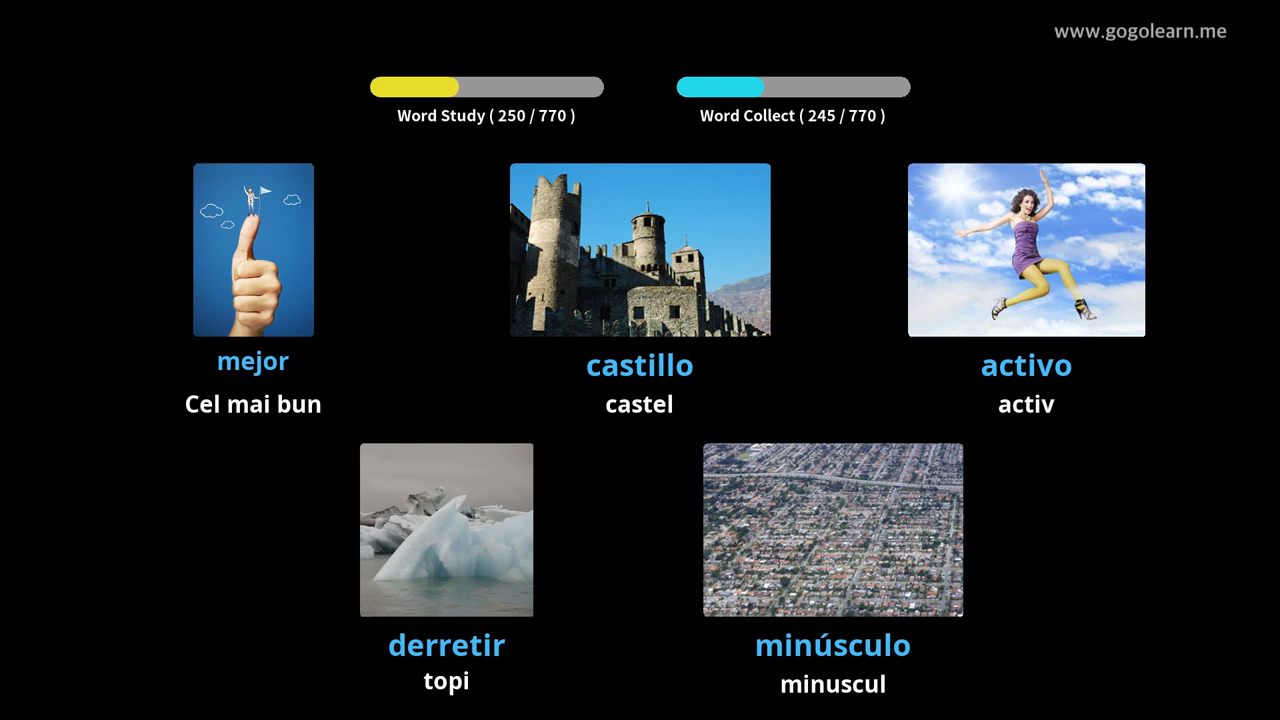 www.gogolearn.me
Word Study ( 250 / 770 )
Word Collect ( 245 / 770 )
mejor
Cel mai bun
castillo
castel
activo
activ
derretir
topi
minúsculo
minuscul